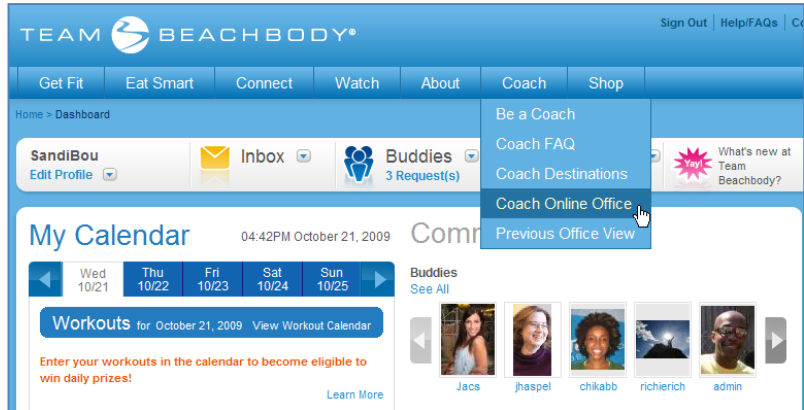 TEAM BEACHBODY®
Sign Out | Help/FAQs
Get Fit Eat Smart Connect Watch About Coach Shop
Home > Dashboard
Be a Coach
Coach FAQ
Coach Destinations
Coach Online Office
Previous Office View
SandiBou
Edit Profile
Inbox
Buddies
3 Request(s)
Yay!
What's new at
Team
Beachbody?
My Calendar
04:42PM October 21, 2009
Wed
10/21
Thu
10/22
Fri
10/23
Sat
10/24
Sun
10/25
Workouts for October 21, 2009 View Workout Calendar
Enter your workouts in the calendar to become eligible to
win daily prizes!
Learn More
Buddies
See All
Jacs jhaspel chikabb richierich admin